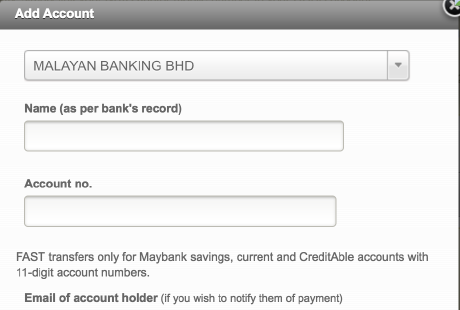 Add Account
MALAYAN BANKING BHD
Name (as per bank's record)
Account no.
FAST transfers only for Maybank savings, current and CreditAble accounts with
11-digit account numbers.
Email of account holder (if you wish to notify them of payment)